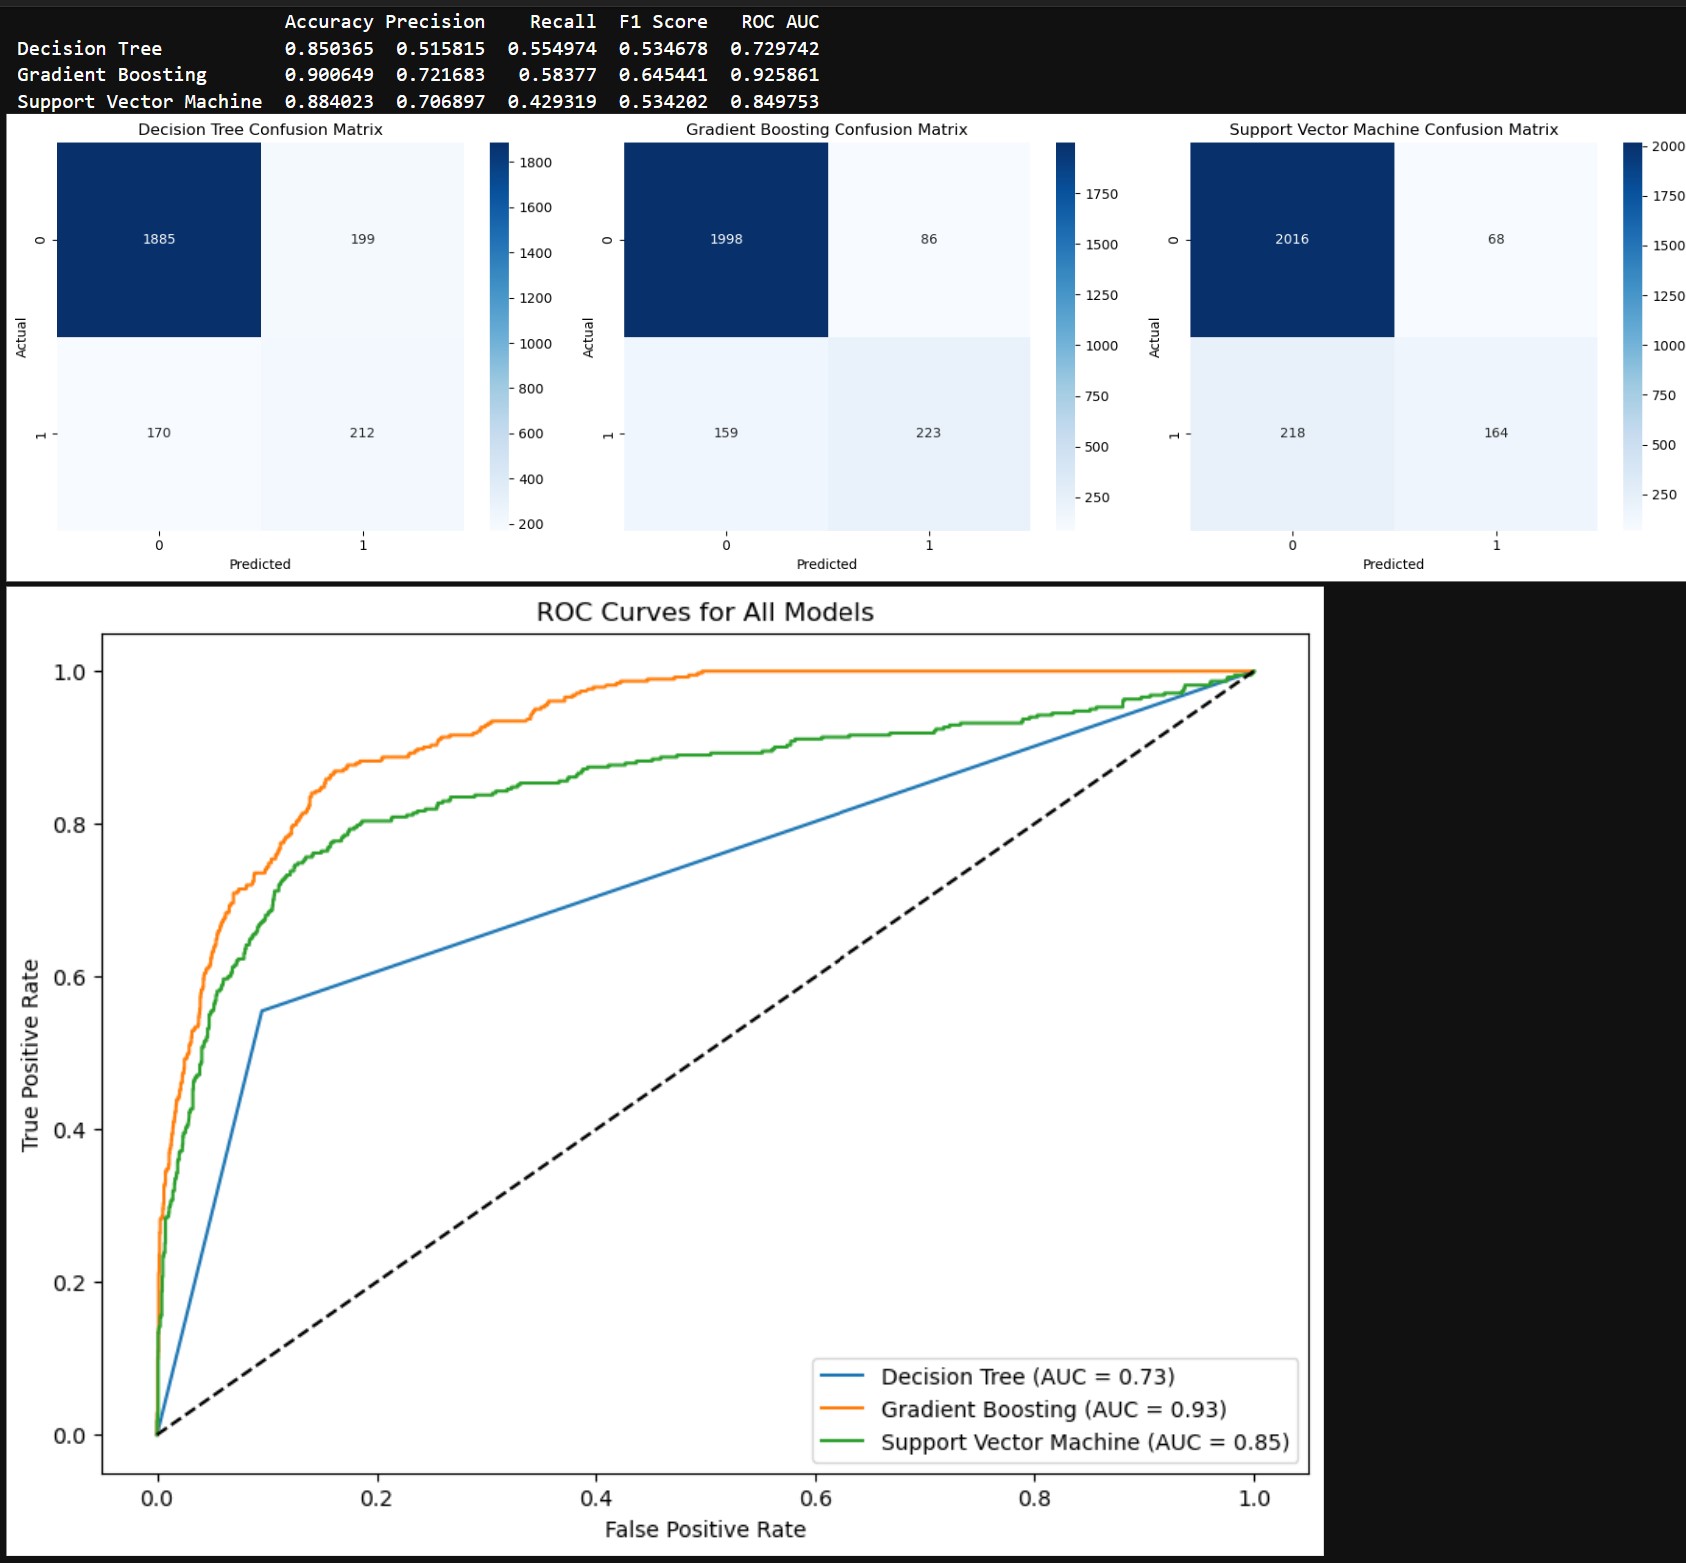 Accuracy Precision Recall F1 Score ROC AUC
Decision Tree 0.850365 0.515815 0.554974 0.534678 0.729742
Gradient Boosting 0.900649 0.721683 0.58377 0.645441 0.925861
Support Vector Machine 0.884023 0.706897 0.429319 0.534202 0.849753
Decision Tree Confusion Matrix
1885 199
170 212
0
1
Actual
0 1
Predicted
1800
1600
1400
1200
1000
800
600
400
200
Gradient Boosting Confusion Matrix
1998 86
159 223
0
1
Actual
0 1
Predicted
1750
1500
1250
1000
750
500
250
Support Vector Machine Confusion Matrix
2016 68
218 164
0
1
Actual
0 1
Predicted
2000
1750
1500
1250
1000
750
500
250
ROC Curves for All Models
1.0
0.8
0.6
0.4
0.2
0.0
True Positive Rate
Decision Tree (AUC = 0.73)
Gradient Boosting (AUC = 0.93)
Support Vector Machine (AUC = 0.85)
0.0 0.2 0.4 0.6 0.8 1.0
False Positive Rate